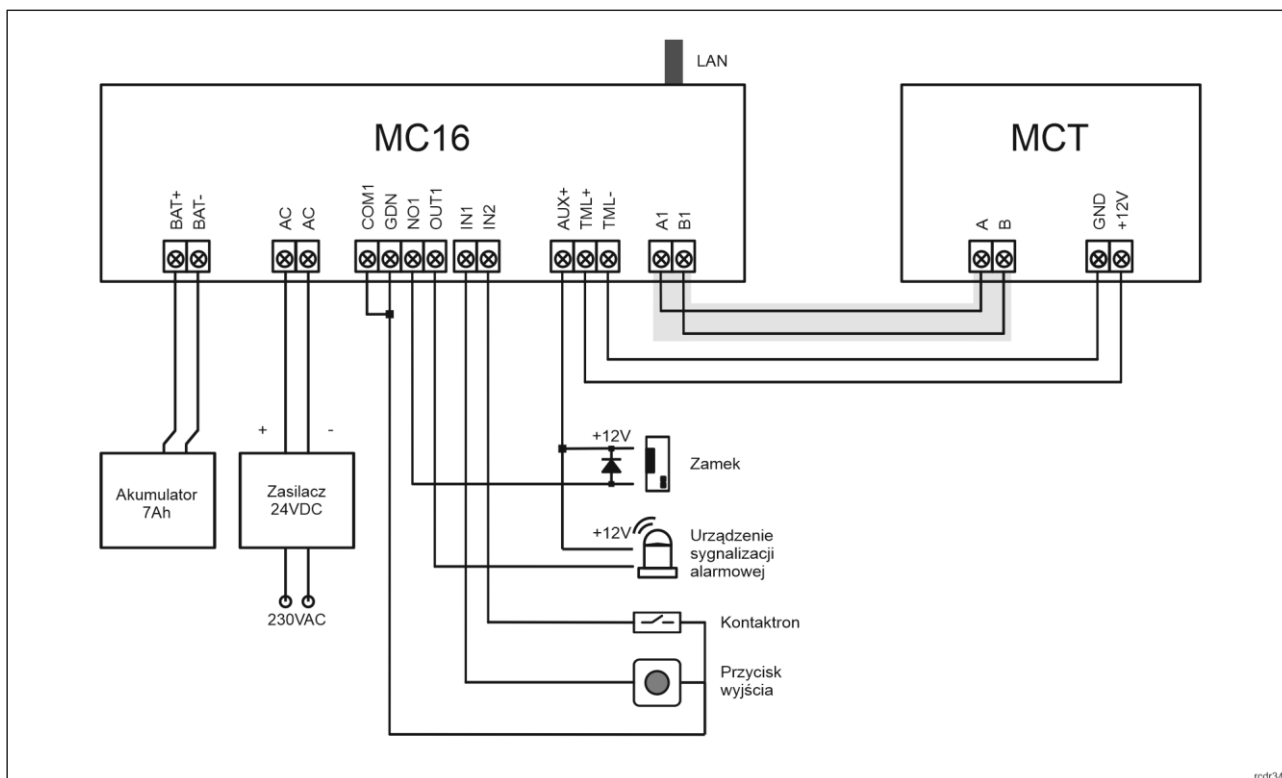 LAN
MC16
MCT
BAT+
BAT-
AC
AC
COM1
GDN
NO1
OUT1
IN1
IN2
AUX+
TML+
TML-
A1
B1
A
B
GND
+12V
+
-
Akumulator
7Ah
Zasilacz
24VDC
230VAC
+12V
Zamek
+12V
Urządzenie
sygnalizacji
alarmowej
Kontaktron
Przycisk
wyjścia
rcdr34